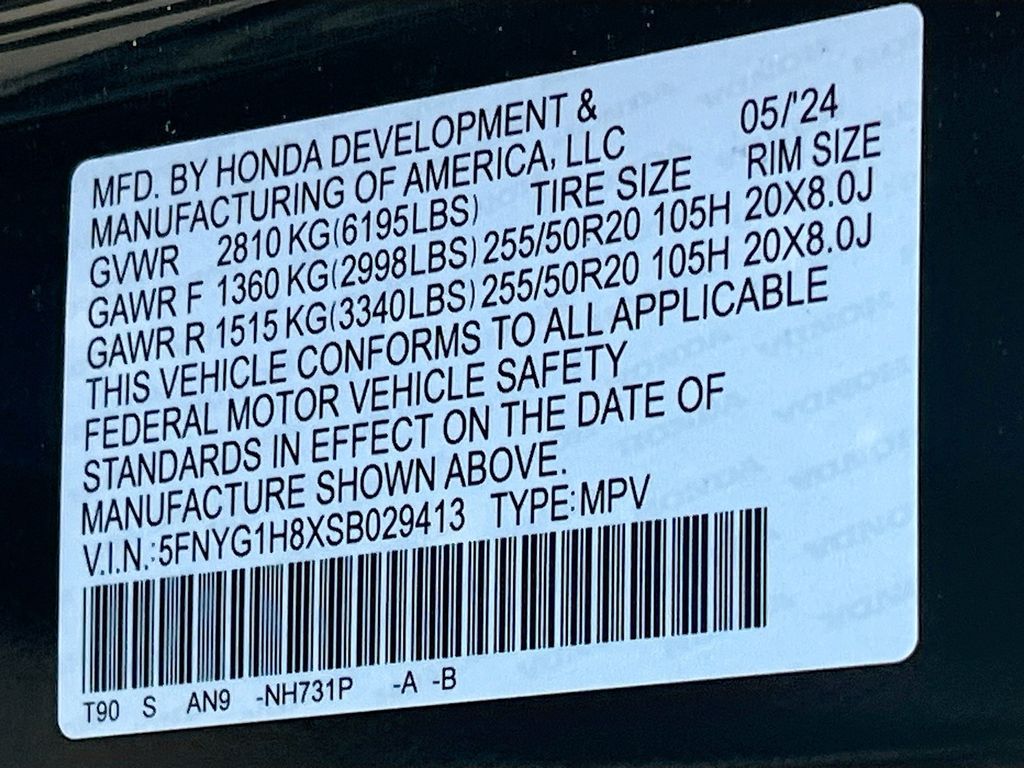 MFD. BY HONDA DEVELOPMENT &
MANUFACTURING OF AMERICA, LLC 05/'24
GVWR 2810 KG(6195LBS) TIRE SIZE RIM SIZE
GAWR F 1360 KG(2998LBS) 255/50R20 105H 20X8.0J
GAWR R 1515 KG(3340LBS) 255/50R20 105H 20X8.0J
THIS VEHICLE CONFORMS TO ALL APPLICABLE
FEDERAL MOTOR VEHICLE SAFETY
STANDARDS IN EFFECT ON THE DATE OF
MANUFACTURE SHOWN ABOVE.
V.I.N.:5FNYG1H8XSB029413 TYPE:MPV
T90 S AN9 -NH731P -A -B